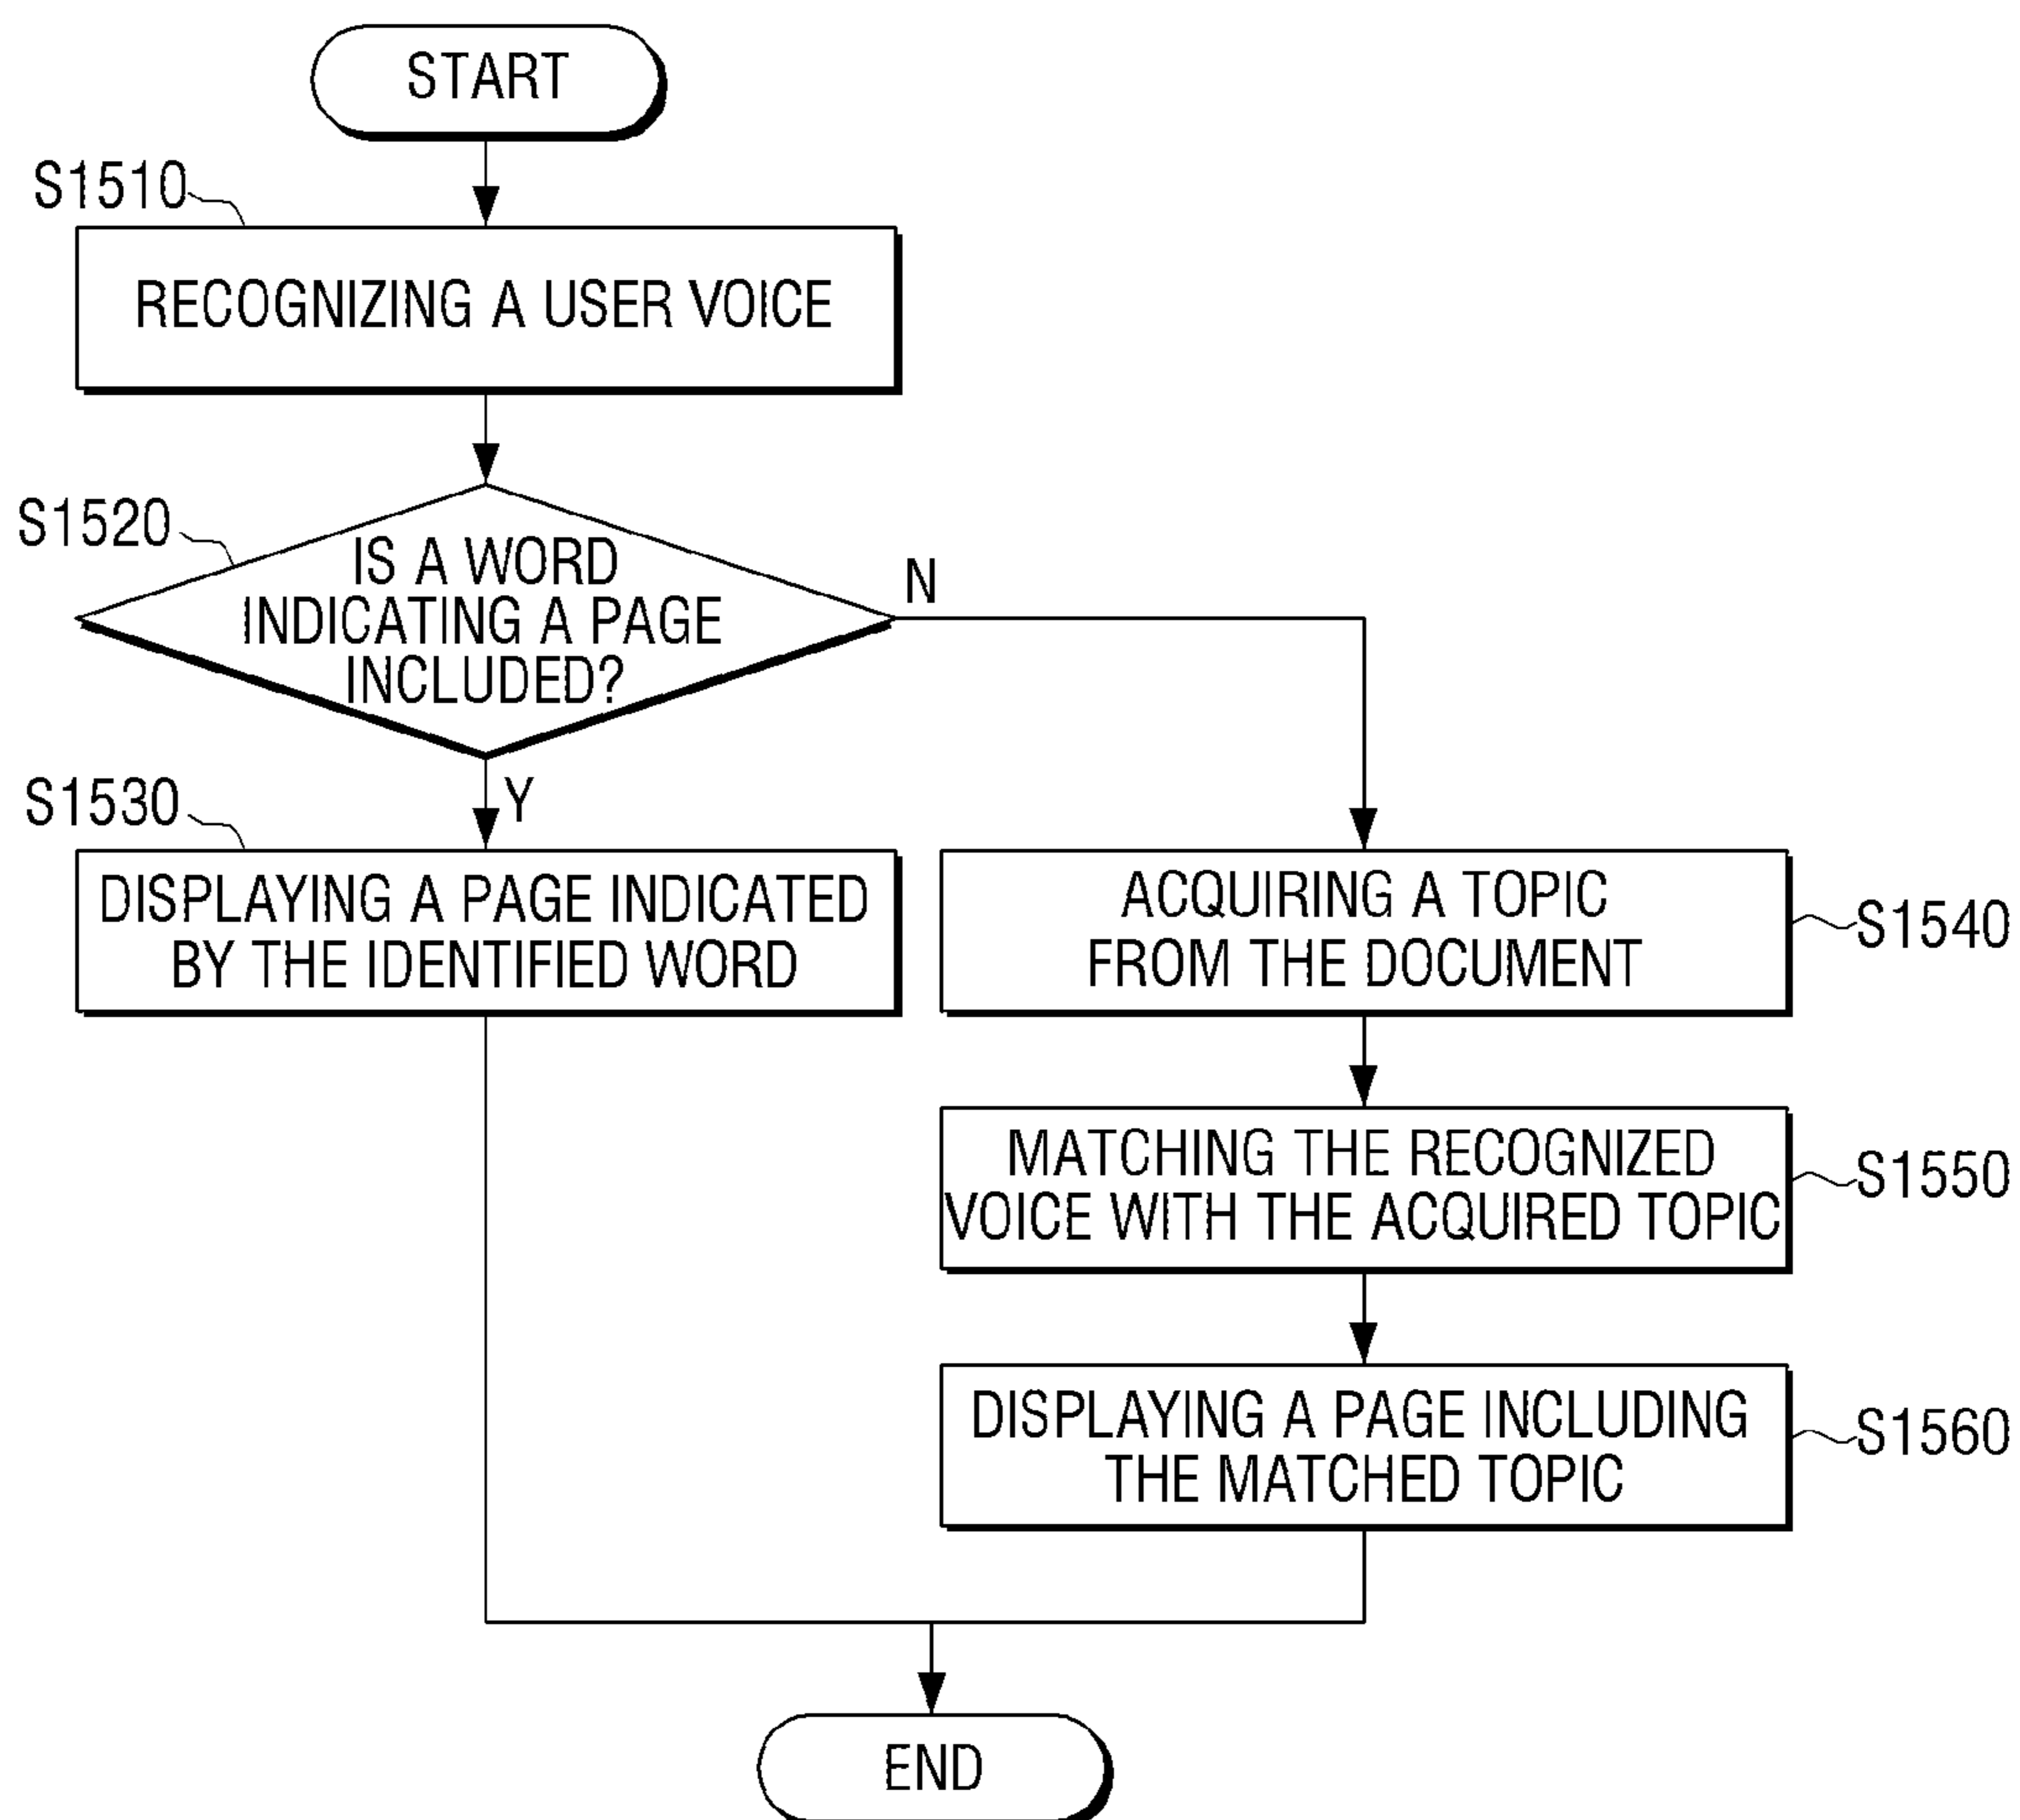 START
S1510
RECOGNIZING A USER VOICE
S1520
IS A WORD
INDICATING A PAGE
INCLUDED?
N
Y
S1530
DISPLAYING A PAGE INDICATED
BY THE IDENTIFIED WORD
ACQUIRING A TOPIC
FROM THE DOCUMENT
S1540
MATCHING THE RECOGNIZED
VOICE WITH THE ACQUIRED TOPIC
S1550
DISPLAYING A PAGE INCLUDING
THE MATCHED TOPIC
S1560
END